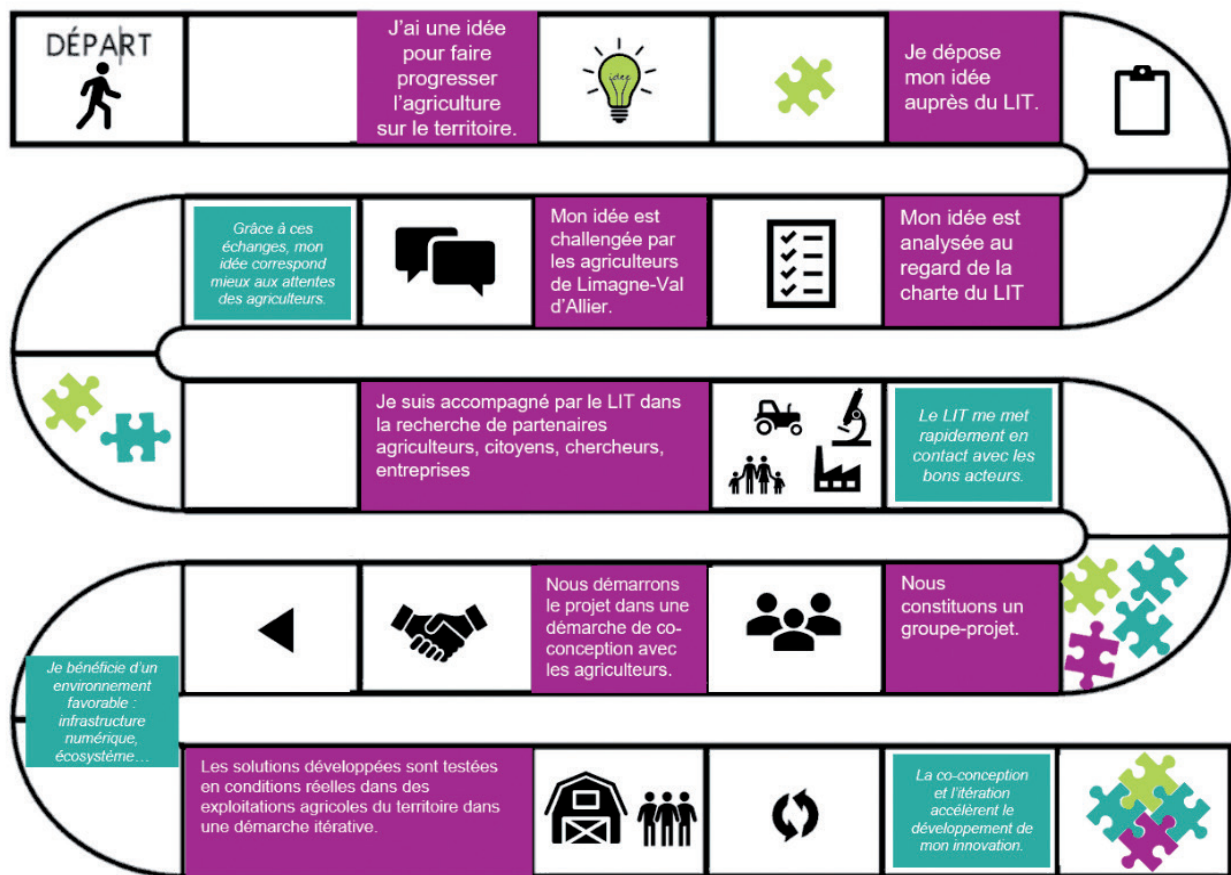 DÉPART
J'ai une idée
pour faire
progresser
l'agriculture
sur le territoire.
idee
Je dépose
mon idée
auprès du LIT.
Mon idée est
analysée au
regard de la
charte du LIT
Mon idée est
challengée par
les agriculteurs
de Limagne-Val
d'Allier.
Grâce à ces
échanges, mon
idée correspond
mieux aux attentes
des agriculteurs.
Je suis accompagné par le LIT dans
la recherche de partenaires
agriculteurs, citoyens, chercheurs,
entreprises
Le LIT me met
rapidement en
contact avec les
bons acteurs.
Nous
constituons un
groupe-projet.
Nous démarrons
le projet dans une
démarche de co-
conception avec
les agriculteurs.
Je bénéficie d'un
environnement
favorable :
infrastructure
numérique,
écosystème…
Les solutions développées sont testées
en conditions réelles dans des
exploitations agricoles du territoire dans
une démarche itérative.
La co-conception
et l'itération
accélèrent le
développement de
mon innovation.